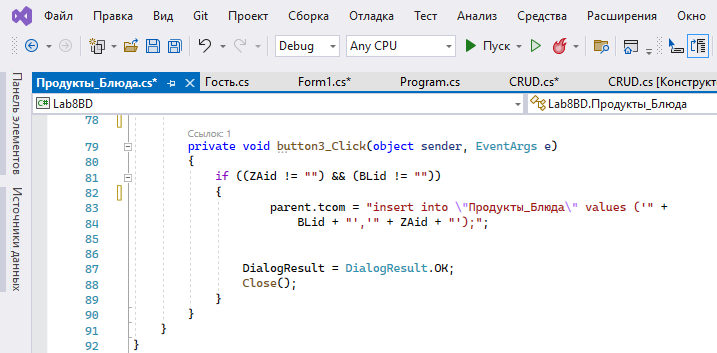 Файл Правка Вид Git Проект Сборка Отладка Тест Анализ Средства Расширения Окно
Debug Any CPU Пуск
Продукты_Блюда.cs* Гость.cs Form1.cs* Program.cs CRUD.cs* CRUD.cs [Конструкт
Lab8BD Lab8BD.Продукты_Блюда
Панель элементов
Источники данных
78
Ссылок: 1
79 private void button3_Click(object sender, EventArgs e)
80 {
81 if ((ZAid != "") && (BLid != ""))
82 {
83 parent.tcom = "insert into \"Продукты_Блюда\" values ('" +
84 BLid + "','" + ZAid + "');";
85
86
87 DialogResult = DialogResult.OK;
88 Close();
89 }
90 }
91 }
92 }